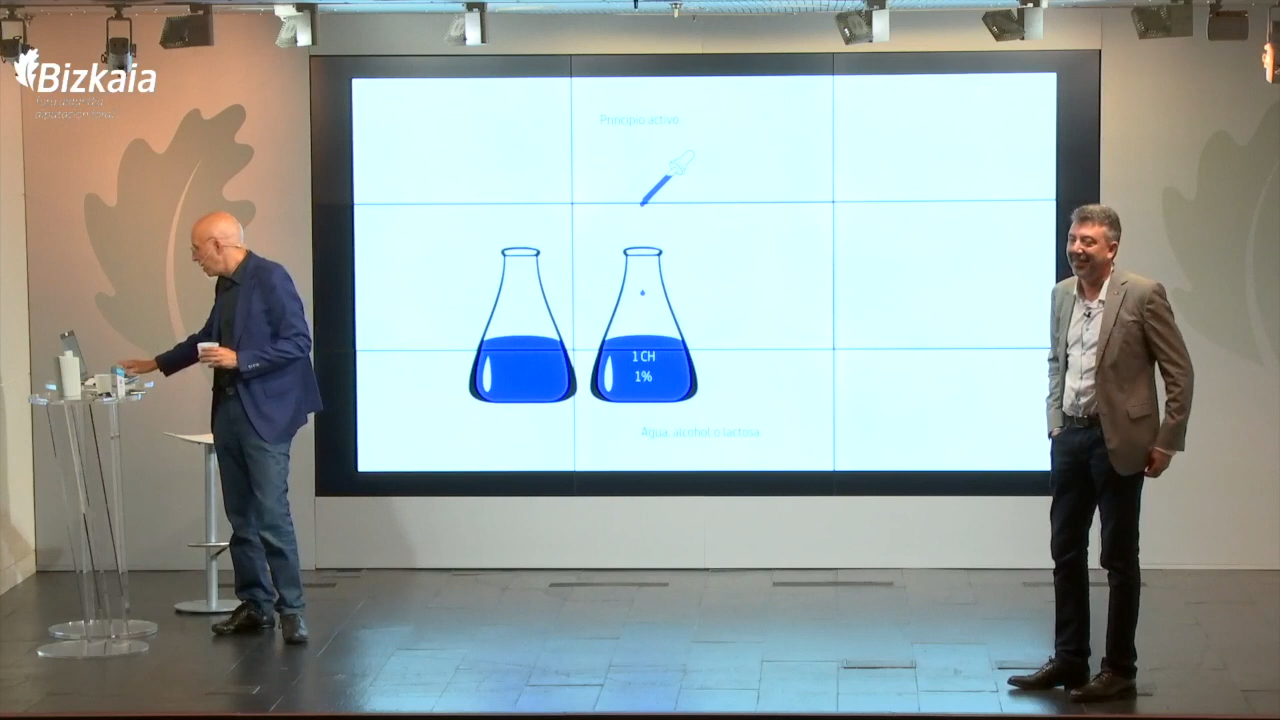 Bizkaia
Principio activo
1 CH
1%
Agua, alcohol o lactosa